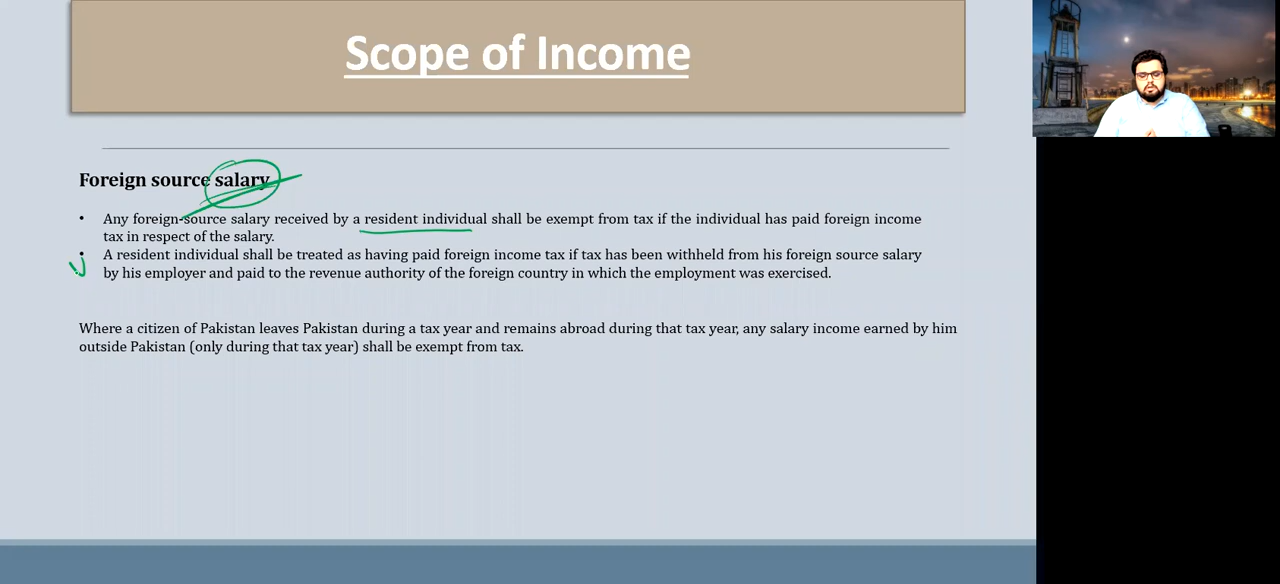 Scope of Income
Foreign source salary
• Any foreign-source salary received by a resident individual shall be exempt from tax if the individual has paid foreign income
tax in respect of the salary.
• A resident individual shall be treated as having paid foreign income tax if tax has been withheld from his foreign source salary
by his employer and paid to the revenue authority of the foreign country in which the employment was exercised.
Where a citizen of Pakistan leaves Pakistan during a tax year and remains abroad during that tax year, any salary income earned by him
outside Pakistan (only during that tax year) shall be exempt from tax.